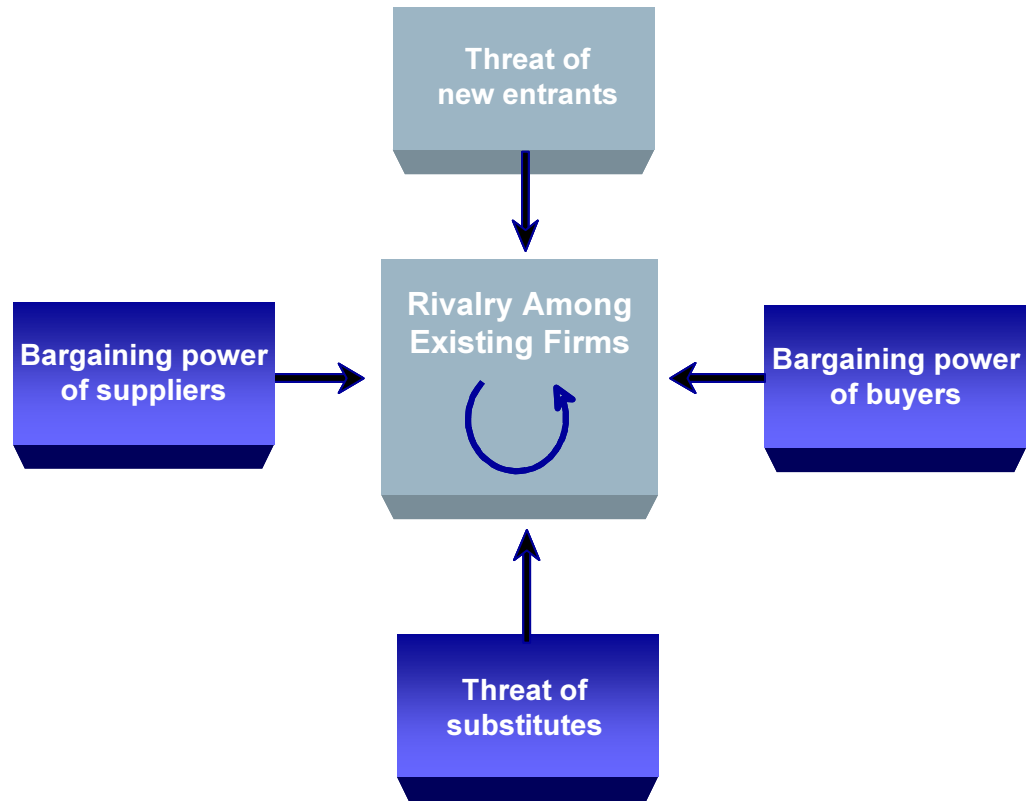 Threat of
new entrants
Rivalry Among
Existing Firms
Bargaining power
of suppliers
Bargaining power
of buyers
Threat of
substitutes